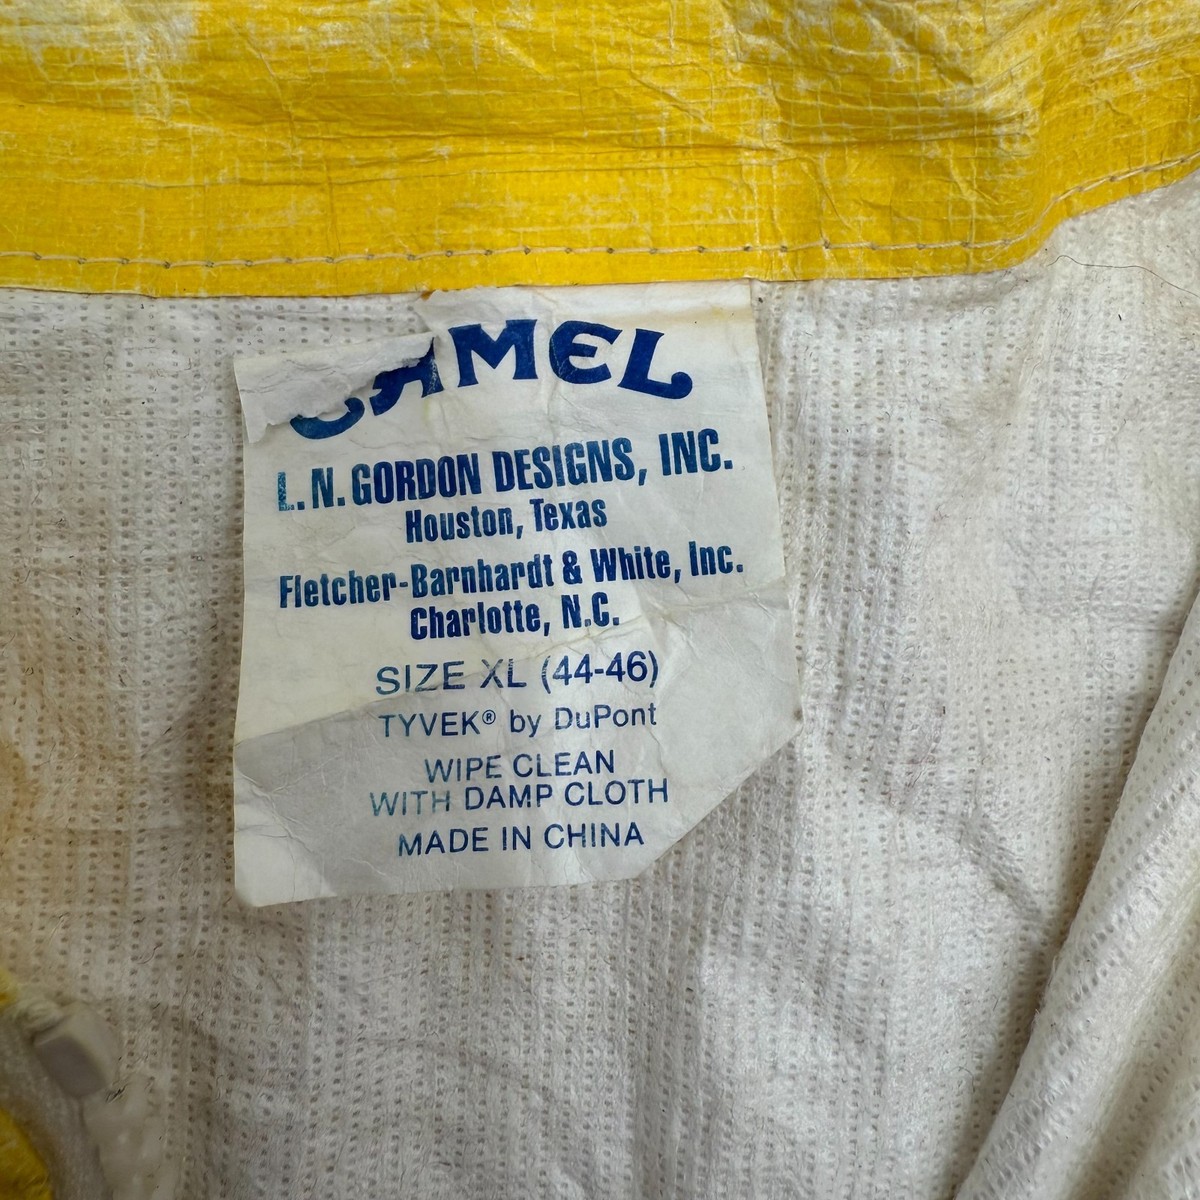 CAMEL
L.N. GORDON DESIGNS, INC.
Houston, Texas
Fletcher-Barnhardt & White, Inc.
Charlotte, N.C.
SIZE XL (44-46)
TYVEK® by DuPont
WIPE CLEAN
WITH DAMP CLOTH
MADE IN CHINA